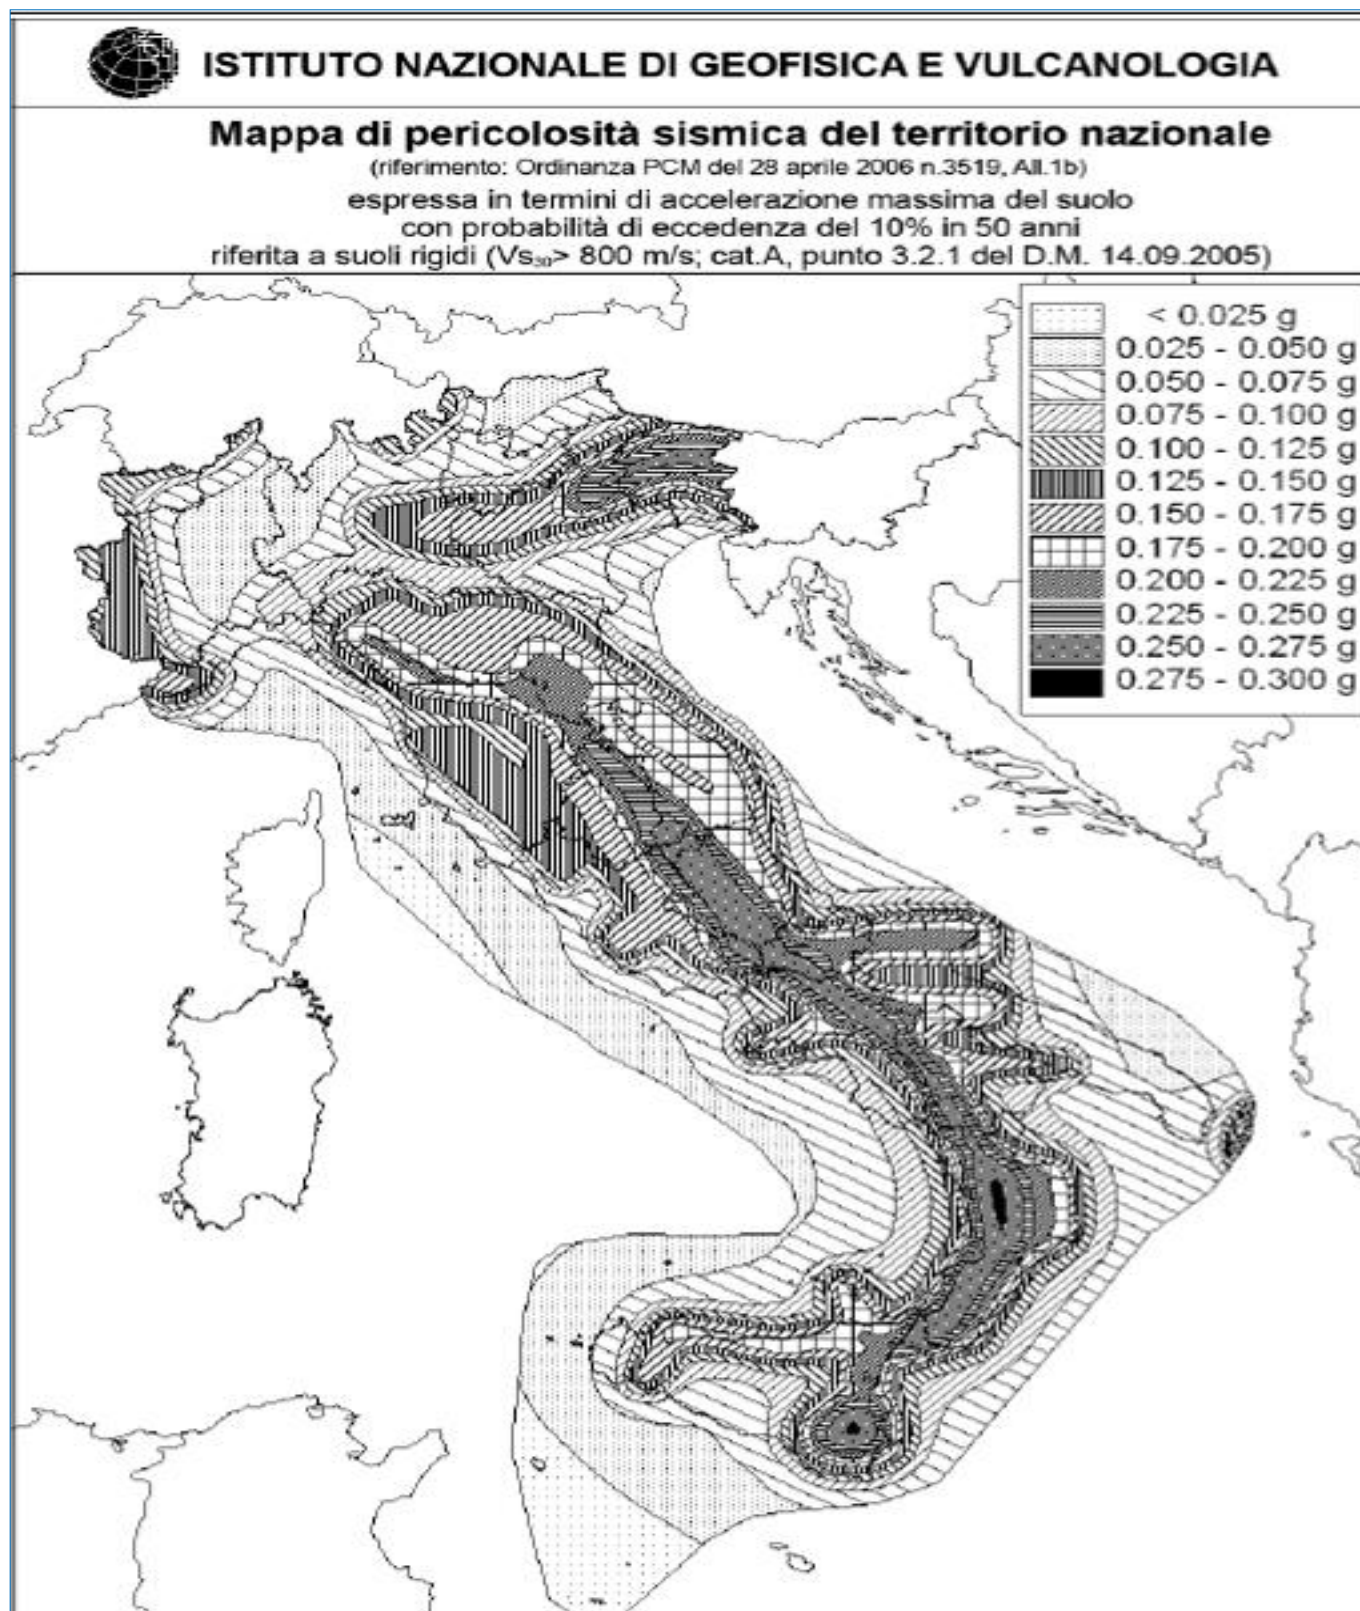 ISTITUTO NAZIONALE DI GEOFISICA E VULCANOLOGIA
Mappa di pericolosità sismica del territorio nazionale
(riferimento: Ordinanza PCM del 28 aprile 2006 n.3519, All.1b)
espressa in termini di accelerazione massima del suolo
con probabilità di eccedenza del 10% in 50 anni
riferita a suoli rigidi (Vs₃₀> 800 m/s; cat.A, punto 3.2.1 del D.M. 14.09.2005)
< 0.025 g
0.025 - 0.050 g
0.050 - 0.075 g
0.075 - 0.100 g
0.100 - 0.125 g
0.125 - 0.150 g
0.150 - 0.175 g
0.175 - 0.200 g
0.200 - 0.225 g
0.225 - 0.250 g
0.250 - 0.275 g
0.275 - 0.300 g